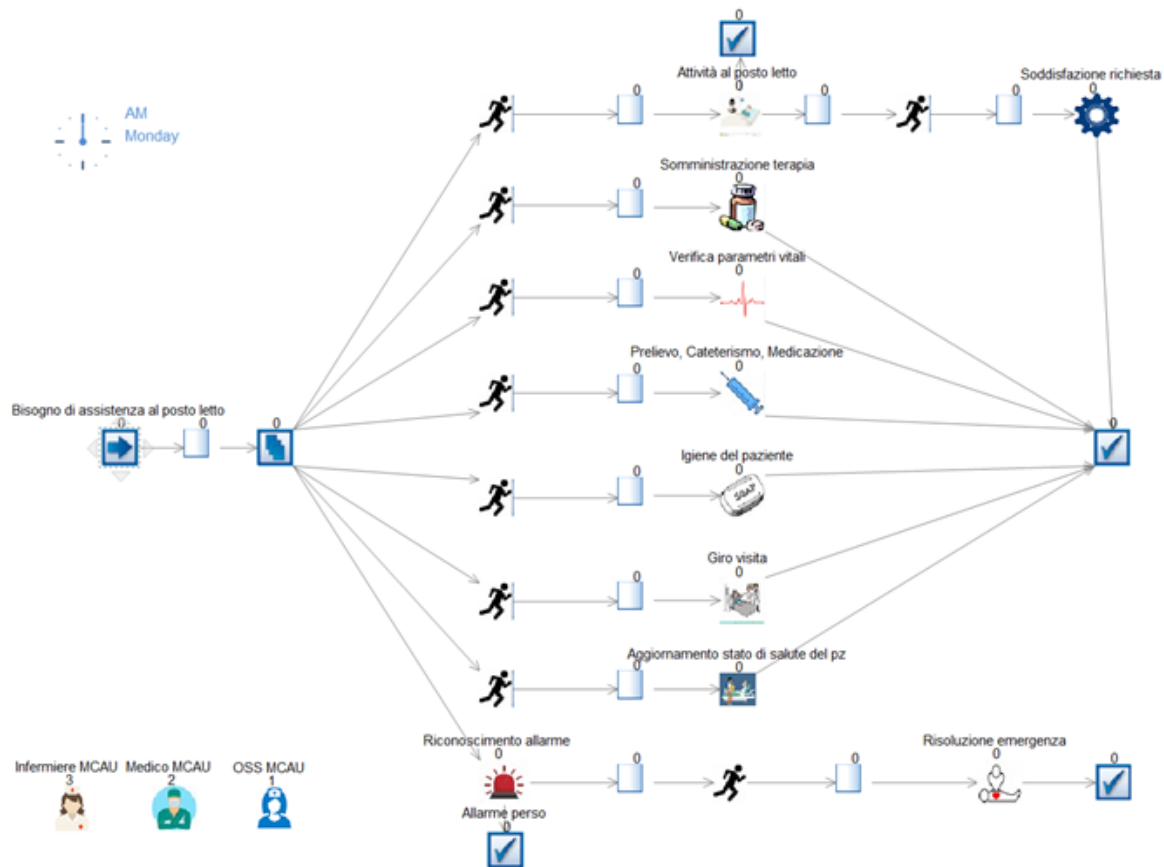 0
AM
Monday
Attività al posto letto
0
0
0
0
0
Soddisfazione richiesta
0
Somministrazione terapia
0
0
Verifica parametri vitali
0
0
Prelievo, Cateterismo, Medicazione
0
0
Bisogno di assistenza al posto letto
0
0
0
0
Igiene del paziente
0
0
SOAP
Giro visita
0
0
Aggiornamento stato di salute del pz
0
0
Riconoscimento allarme
0
0
0
Risoluzione emergenza
0
0
Infermiere MCAU
3
Medico MCAU
2
OSS MCAU
1
Allarme perso
0